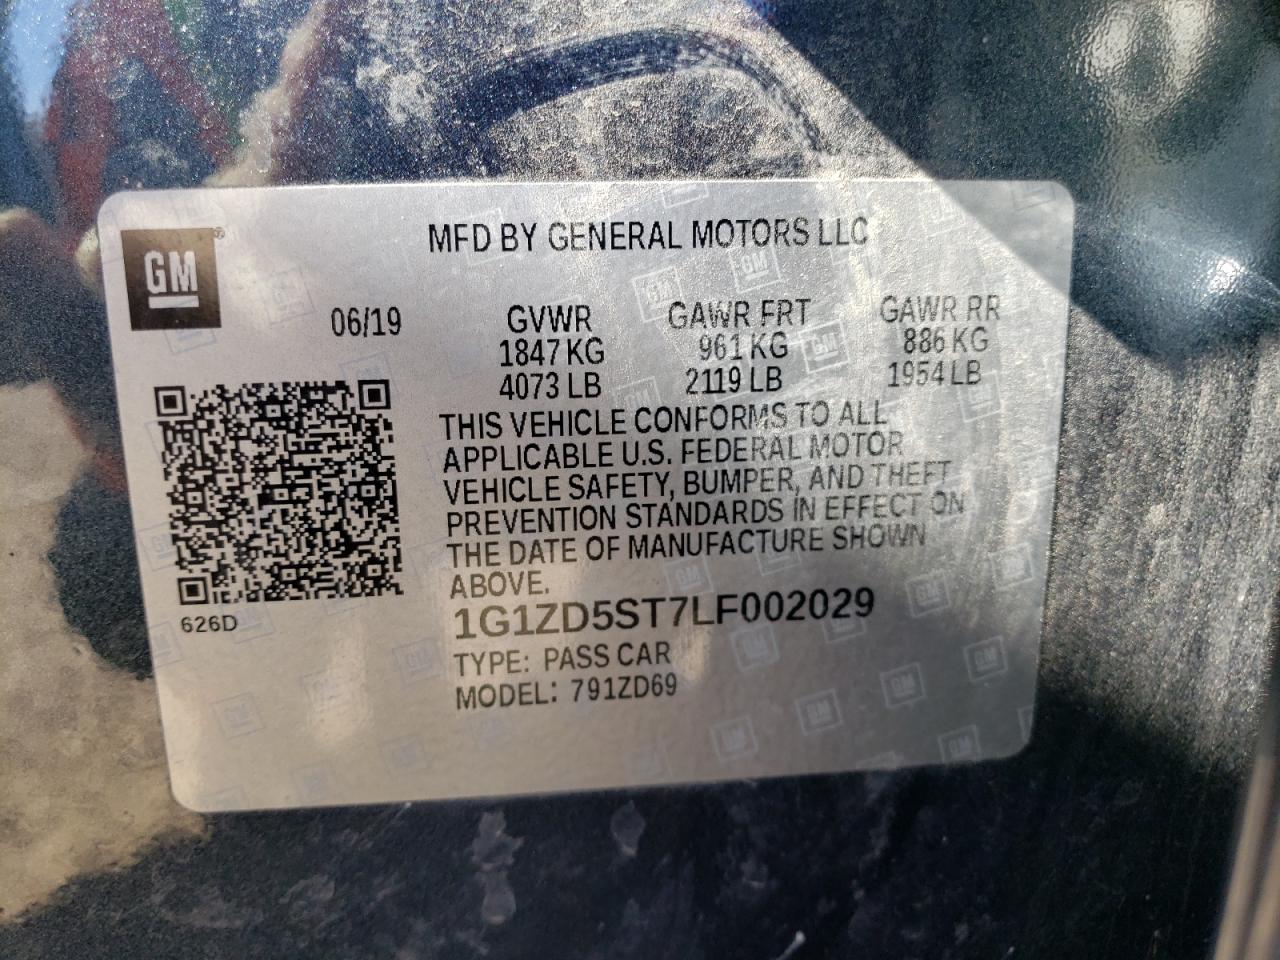 MFD BY GENERAL MOTORS LLC
GM
06/19
GVWR GAWR FRT GAWR RR
1847 KG 961 KG 886 KG
4073 LB 2119 LB 1954 LB
THIS VEHICLE CONFORMS TO ALL
APPLICABLE U.S. FEDERAL MOTOR
VEHICLE SAFETY, BUMPER, AND THEFT
PREVENTION STANDARDS IN EFFECT ON
THE DATE OF MANUFACTURE SHOWN
ABOVE.
626D
1G1ZD5ST7LF002029
TYPE: PASS CAR
MODEL: 791ZD69